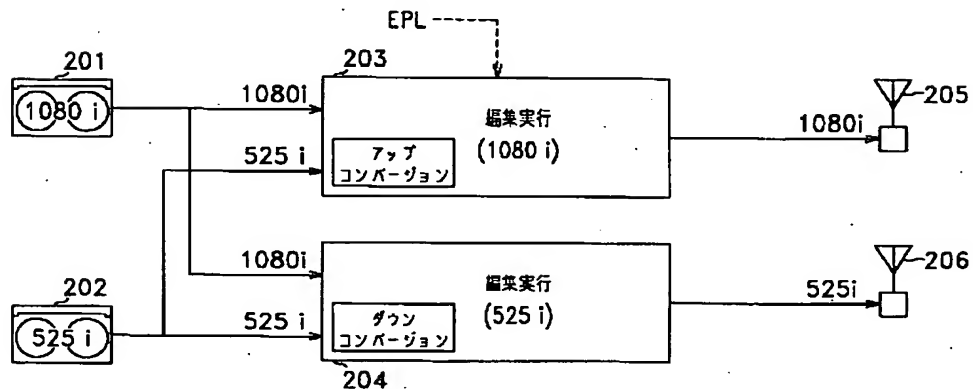 EPL
201
1080 i
203
1080i
525 i
編集実行
(1080 i)
アップ
コンバージョン
1080i
205
202
525 i
1080i
525 i
編集実行
(525 i)
ダウン
コンバージョン
204
525i
206